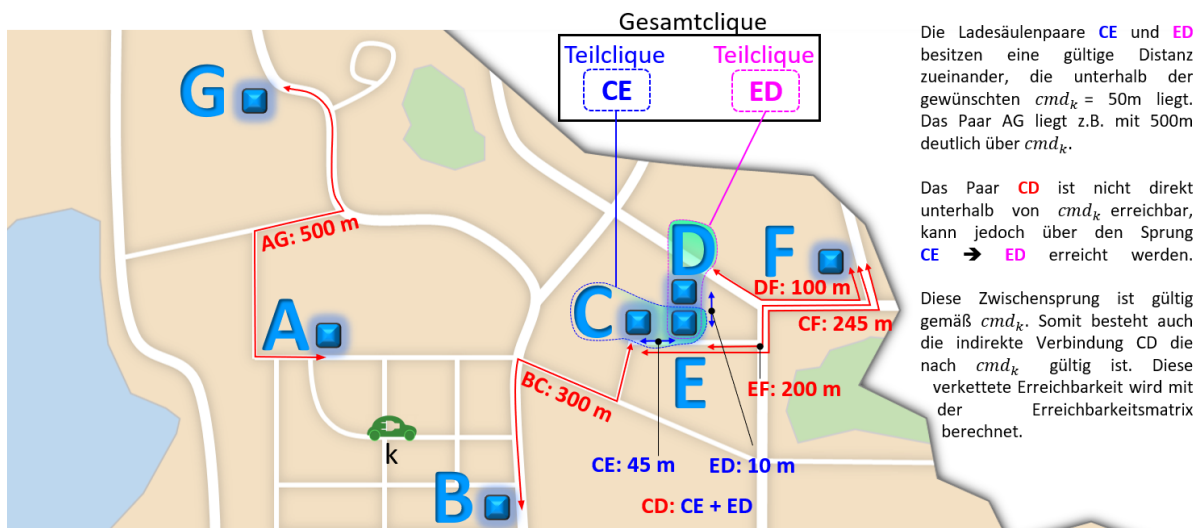 Gesamtclique
Teilclique Teilclique
CE ED
G
AG: 500 m
A
k
B
BC: 300 m
C
D
E
F
DF: 100 m
CF: 245 m
EF: 200 m
CE: 45 m ED: 10 m
CD: CE + ED
Die Ladesäulenpaare CE und ED
besitzen eine gültige Distanz
zueinander, die unterhalb der
gewünschten cmdₖ = 50m liegt.
Das Paar AG liegt z.B. mit 500m
deutlich über cmdₖ.
Das Paar CD ist nicht direkt
unterhalb von cmdₖ erreichbar,
kann jedoch über den Sprung
CE ➔ ED erreicht werden.
Diese Zwischensprung ist gültig
gemäß cmdₖ. Somit besteht auch
die indirekte Verbindung CD die
nach cmdₖ gültig ist. Diese
verkettete Erreichbarkeit wird mit
der Erreichbarkeitsmatrix
berechnet.